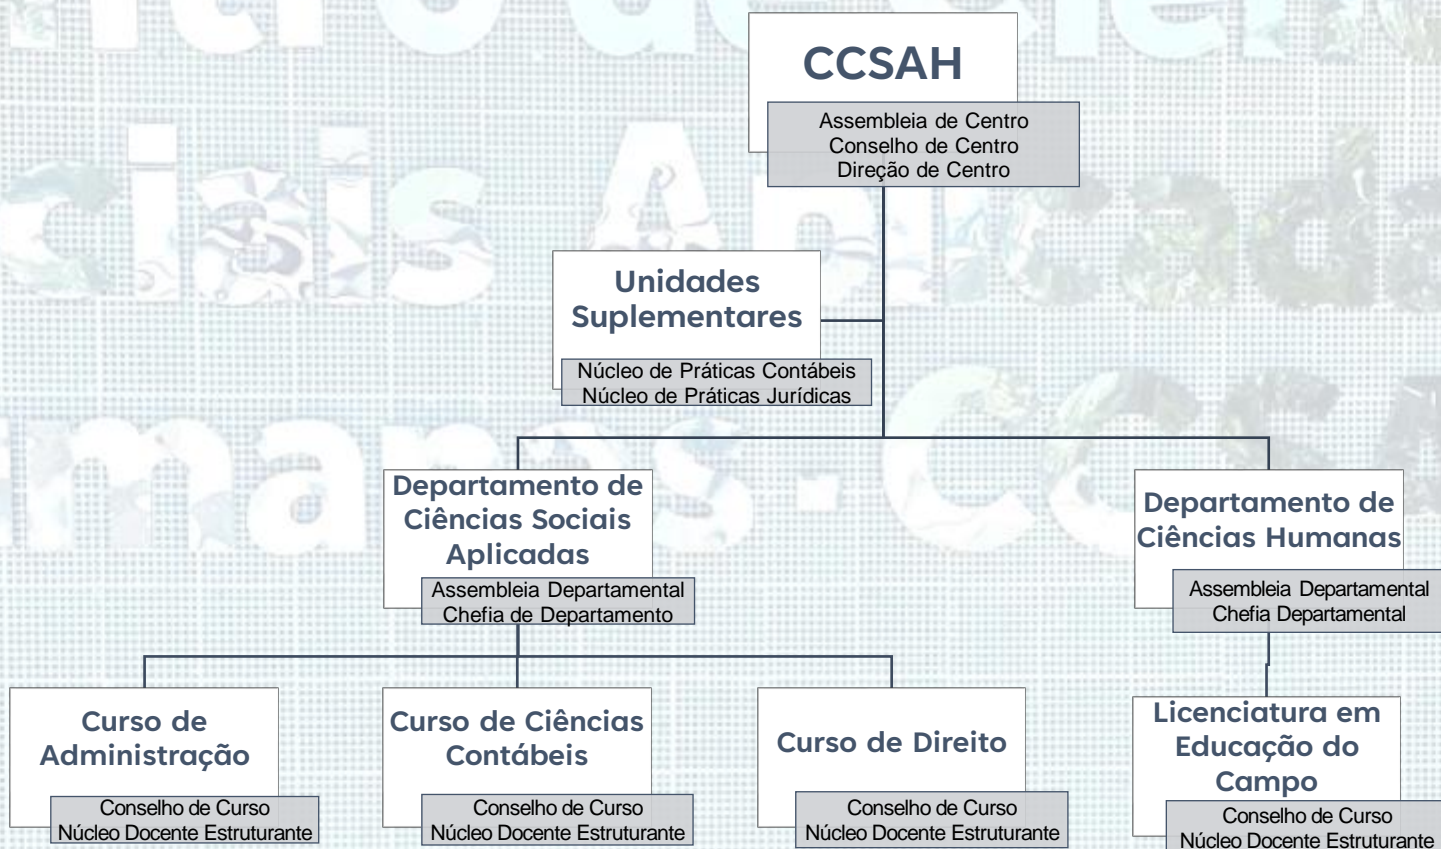 CCSAH
Assembleia de Centro
Conselho de Centro
Direção de Centro
Unidades
Suplementares
Núcleo de Práticas Contábeis
Núcleo de Práticas Jurídicas
Departamento de
Ciências Sociais
Aplicadas
Assembleia Departamental
Chefia de Departamento
Departamento de
Ciências Humanas
Assembleia Departamental
Chefia Departamental
Curso de
Administração
Conselho de Curso
Núcleo Docente Estruturante
Curso de Ciências
Contábeis
Conselho de Curso
Núcleo Docente Estruturante
Curso de Direito
Conselho de Curso
Núcleo Docente Estruturante
Licenciatura em
Educação do
Campo
Conselho de Curso
Núcleo Docente Estruturante